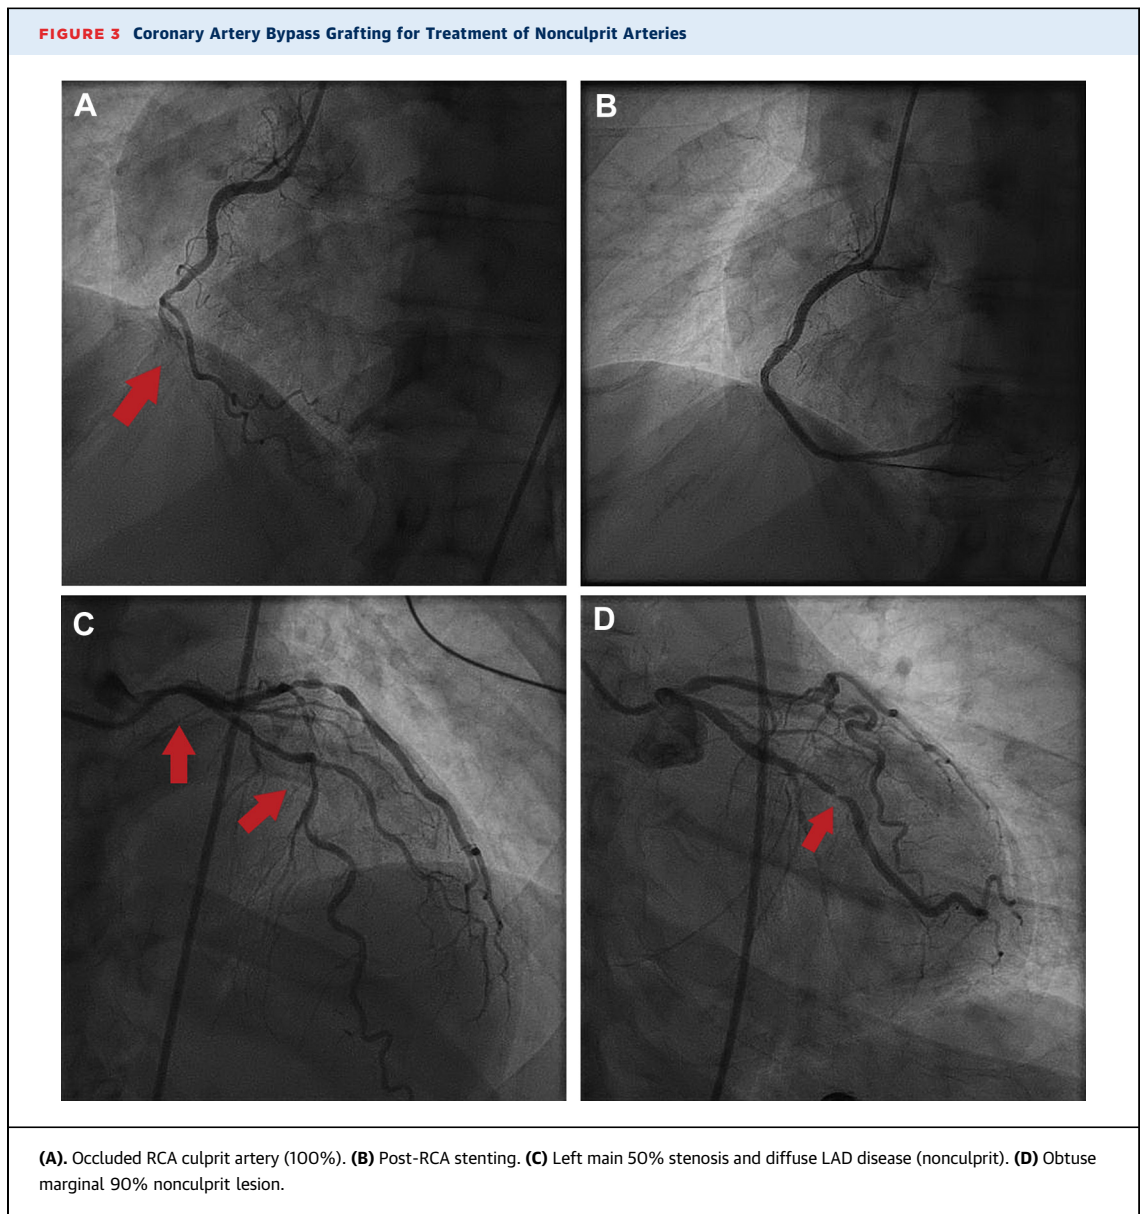 FIGURE 3 Coronary Artery Bypass Grafting for Treatment of Nonculprit Arteries
A
B
C
D
(A). Occluded RCA culprit artery (100%). (B) Post-RCA stenting. (C) Left main 50% stenosis and diffuse LAD disease (nonculprit). (D) Obtuse
marginal 90% nonculprit lesion.